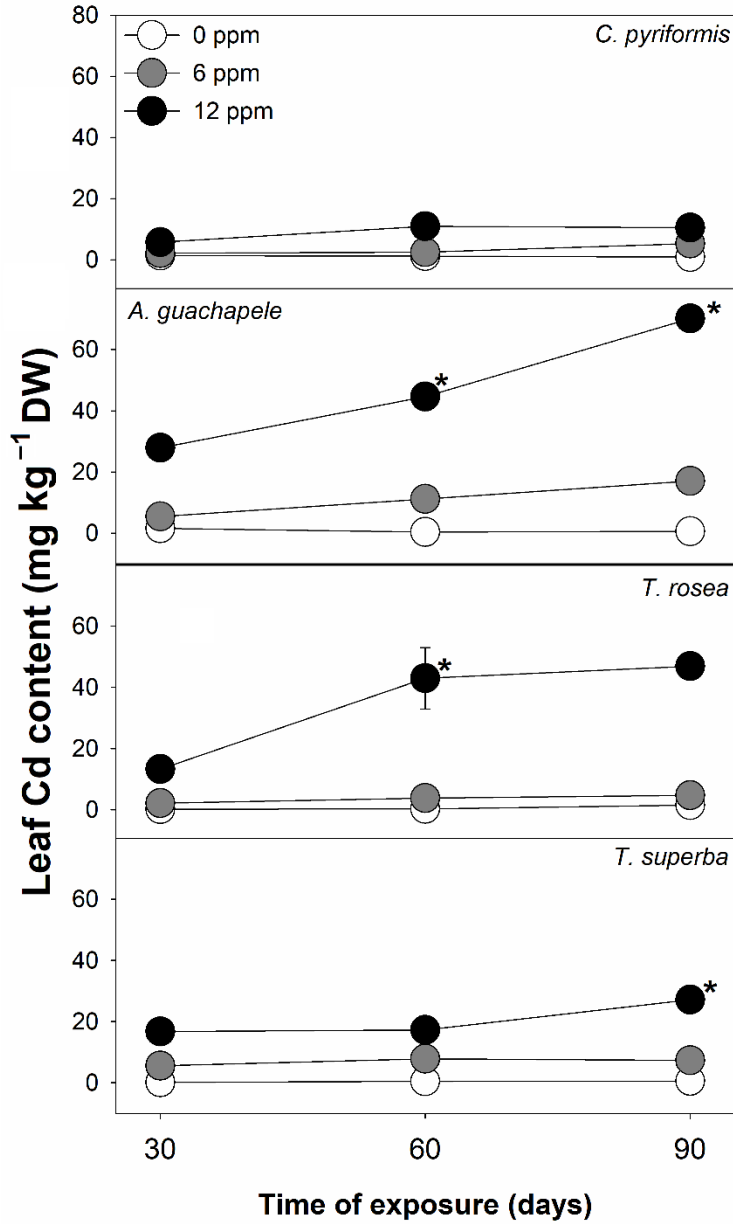 80
0 ppm
C. pyriformis
60
6 ppm
12 ppm
40
20
0
A. guachapele
*
60
*
40
20
0
T. rosea
60
*
40
20
0
T. superba
60
40
*
20
0
30
60
90
Leaf Cd content (mg kg⁻¹ DW)
Time of exposure (days)